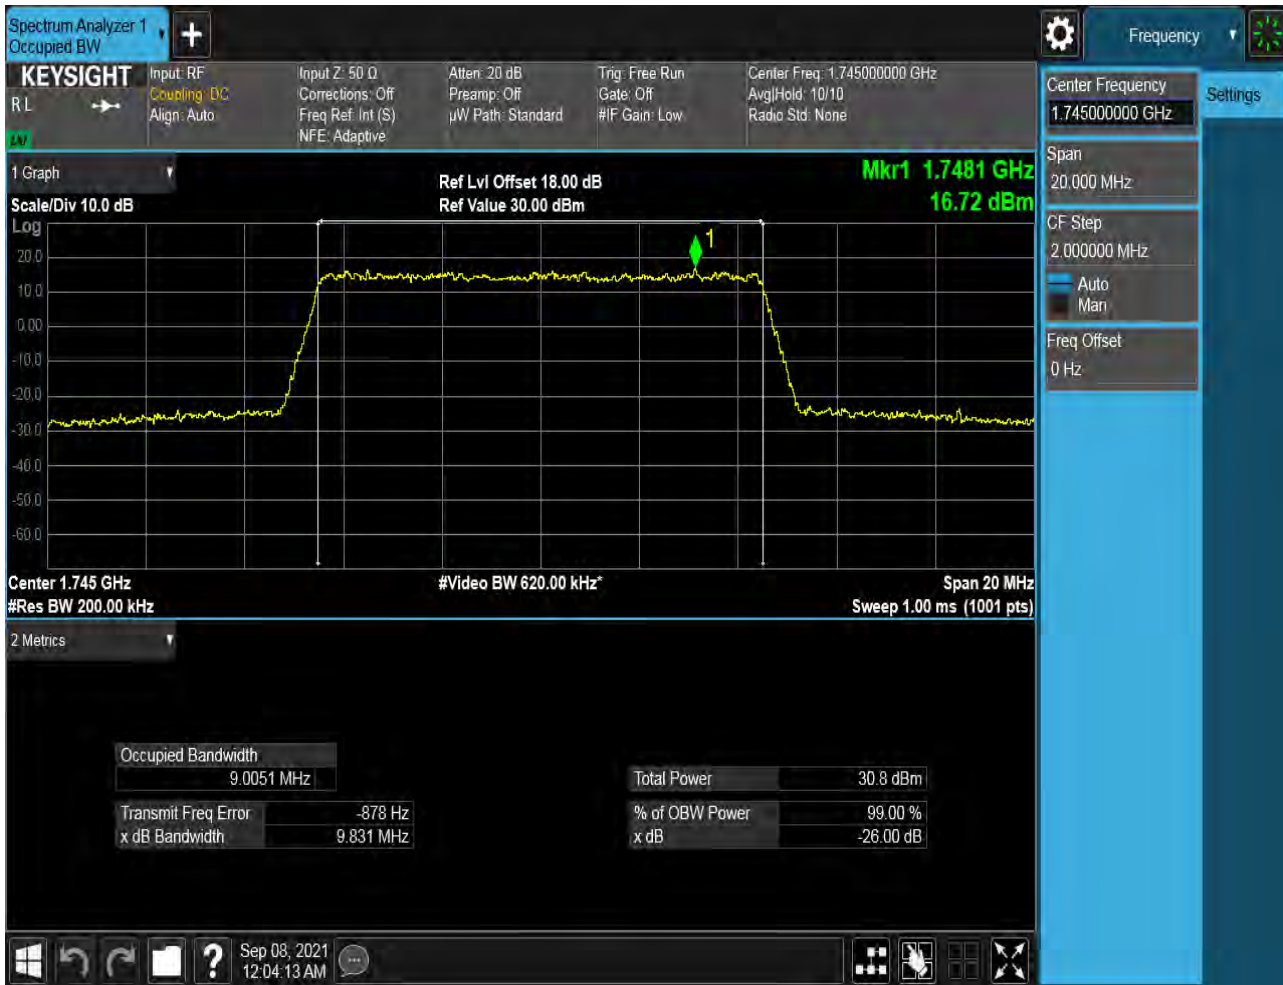 Spectrum Analyzer 1
Occupied BW
Frequency
KEYSIGHT
R L
Input: RF
Coupling: DC
Align: Auto
Input Z: 50 Ω
Corrections: Off
Freq Ref: Int (S)
NFE: Adaptive
Atten: 20 dB
Preamp: Off
µW Path: Standard
Trig: Free Run
Gate: Off
#IF Gain: Low
Center Freq: 1.745000000 GHz
Avg|Hold: 10/10
Radio Std: None
Center Frequency
1.745000000 GHz
Settings
Span
20.000 MHz
CF Step
2.000000 MHz
Auto
Man
Freq Offset
0 Hz
1 Graph
Scale/Div 10.0 dB
Ref Lvl Offset 18.00 dB
Ref Value 30.00 dBm
Mkr1 1.7481 GHz
16.72 dBm
Log
1
20.0
10.0
0.00
-10.0
-20.0
-30.0
-40.0
-50.0
-60.0
Center 1.745 GHz
#Video BW 620.00 kHz*
Span 20 MHz
#Res BW 200.00 kHz
Sweep 1.00 ms (1001 pts)
2 Metrics
Occupied Bandwidth
9.0051 MHz
Total Power 30.8 dBm
Transmit Freq Error -878 Hz
% of OBW Power 99.00 %
x dB Bandwidth 9.831 MHz
x dB -26.00 dB
?
Sep 08, 2021
12:04:13 AM